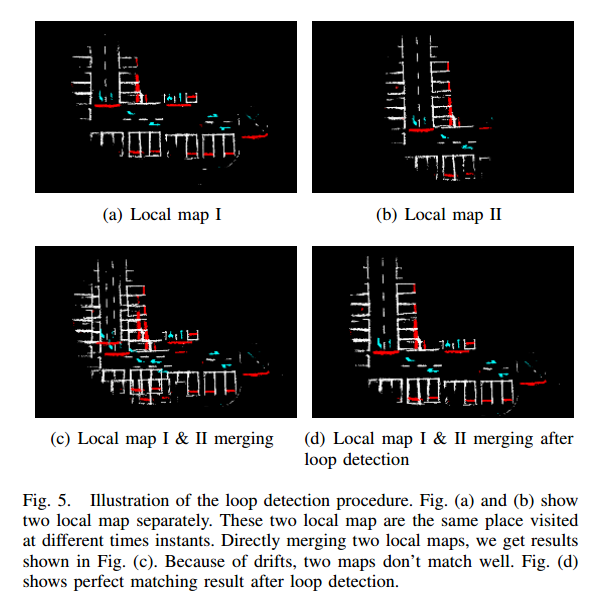 (a) Local map I
(b) Local map II
(c) Local map I & II merging
(d) Local map I & II merging after
loop detection
Fig. 5. Illustration of the loop detection procedure. Fig. (a) and (b) show
two local map separately. These two local map are the same place visited
at different times instants. Directly merging two local maps, we get results
shown in Fig. (c). Because of drifts, two maps don't match well. Fig. (d)
shows perfect matching result after loop detection.